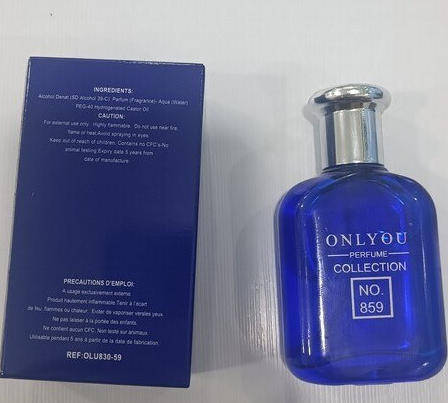 INGREDIENTS:
Alcohol Denat (SD Alcohol 39-C) Parfum (Fragrance)- Aqua (Water)
PEG-40 Hydrogenated Castor Oil
CAUTION:
For external use only. Highly flammable. Do not use near fire,
flame or heat.Avoid spraying in eyes.
Keep out of reach of children. Contains no CFC's-No
animal testing.Expiry date 5 years from
date of manufacture
PRECAUTIONS D'EMPLOI:
A usage exclusivement externe
Produit hautement inflammable.Tenir à l'écart
de feu, flammes ou chaleur. Eviter de vaporiser verséles yeux.
Ne pas laisser à la portée des enfants.
Ne contient aucun CFC. Non teste sur animaux.
Utilisable pendant 5 ans à partir de la date de fabrication.
REF:OLU830-59
ONLYOU
PERFUME
COLLECTION
NO.
859